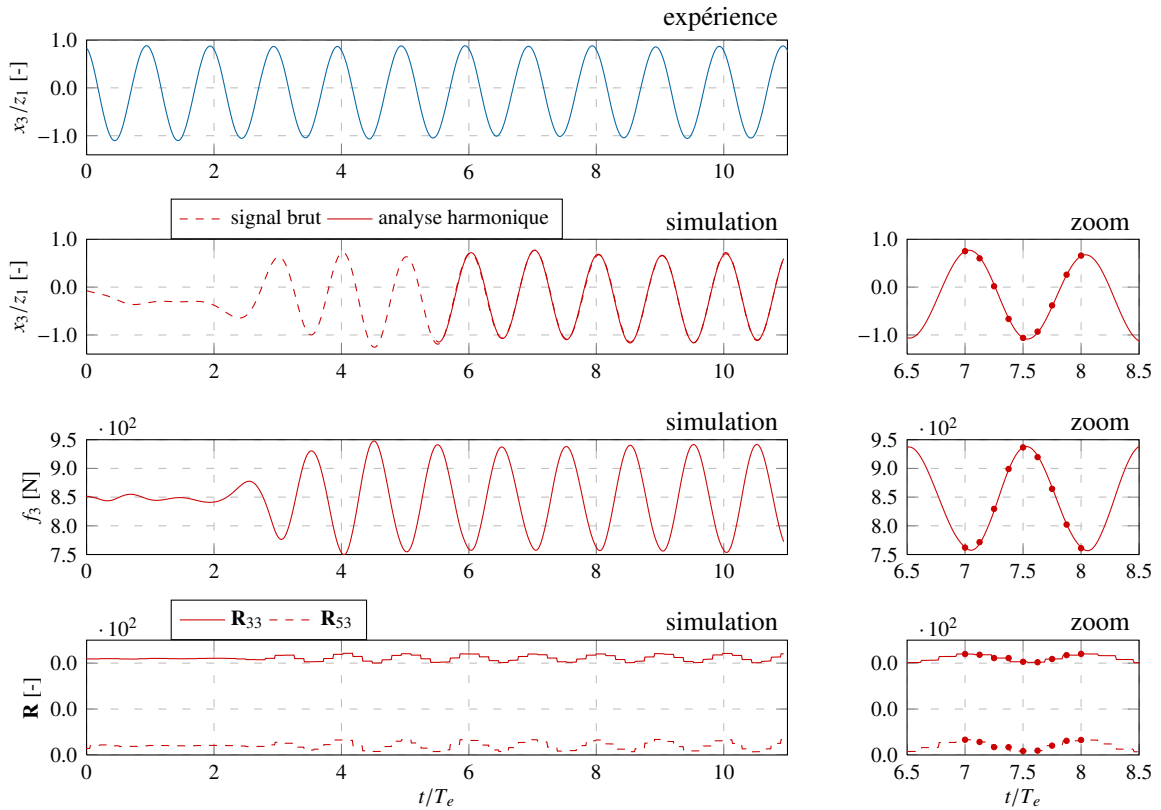 expérience
1.0
0.0
−1.0
x3/z1 [-]
0 2 4 6 8 10
signal brut analyse harmonique
simulation
zoom
1.0
0.0
−1.0
x3/z1 [-]
0 2 4 6 8 10
1.0
0.0
−1.0
6.5 7 7.5 8 8.5
·10²
simulation
·10²
zoom
9.5
9.0
8.5
8.0
7.5
f3 [N]
0 2 4 6 8 10
9.5
9.0
8.5
8.0
7.5
6.5 7 7.5 8 8.5
R33 R53
·10²
simulation
·10²
zoom
0.0
0.0
0.0
R [-]
0 2 4 6 8 10
t/Te
0.0
0.0
0.0
6.5 7 7.5 8 8.5
t/Te